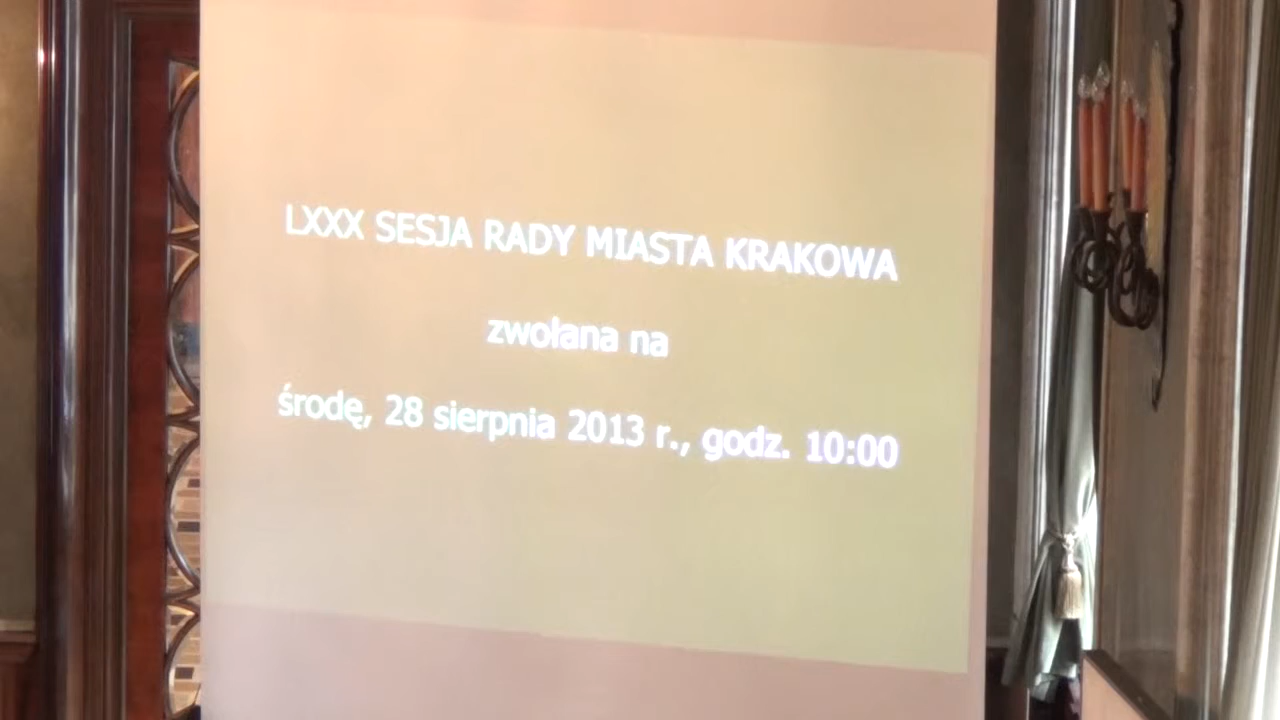 LXXX SESJA RADY MIASTA KRAKOWA
zwołana na
środę, 28 sierpnia 2013 r., godz. 10:00